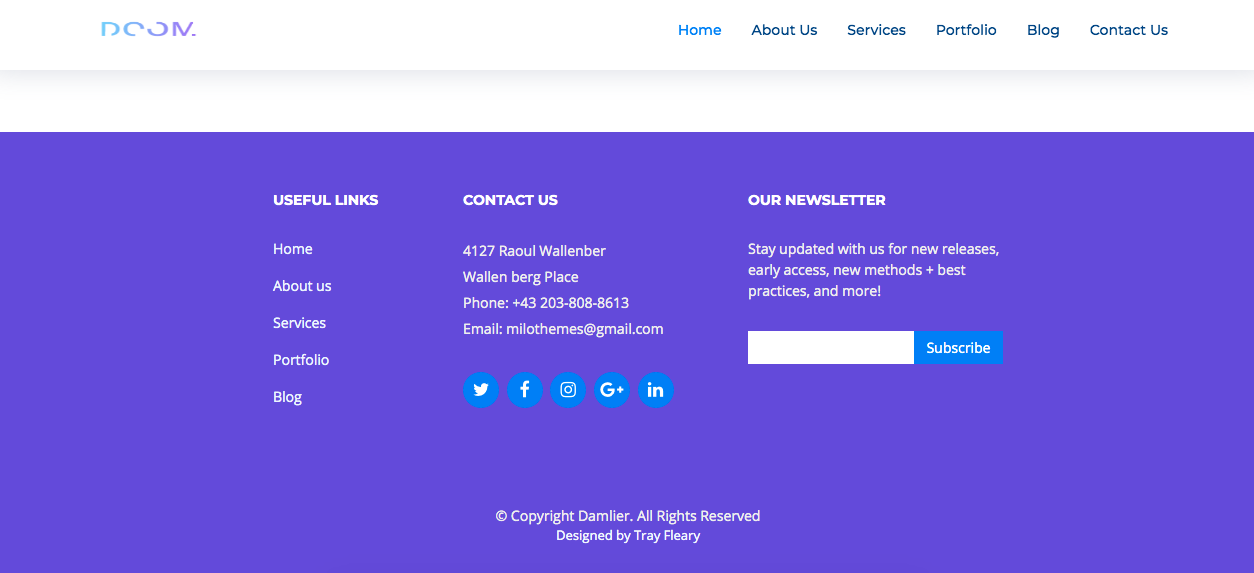 Home About Us Services Portfolio Blog Contact Us
USEFUL LINKS
Home
About us
Services
Portfolio
Blog
CONTACT US
4127 Raoul Wallenber
Wallen berg Place
Phone: +43 203-808-8613
Email: milothemes@gmail.com
OUR NEWSLETTER
Stay updated with us for new releases,
early access, new methods + best
practices, and more!
Subscribe
© Copyright Damlier. All Rights Reserved
Designed by Tray Fleary